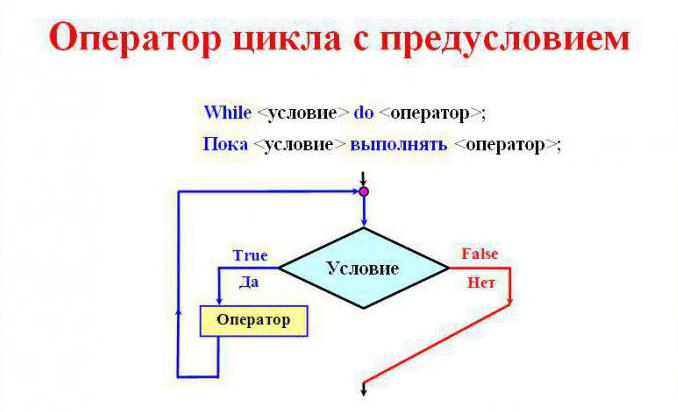 Оператор цикла с предусловием
While <условие> do <оператор>;
Пока <условие> выполнять <оператор>;
True
False
Условие
Да
Нет
Оператор